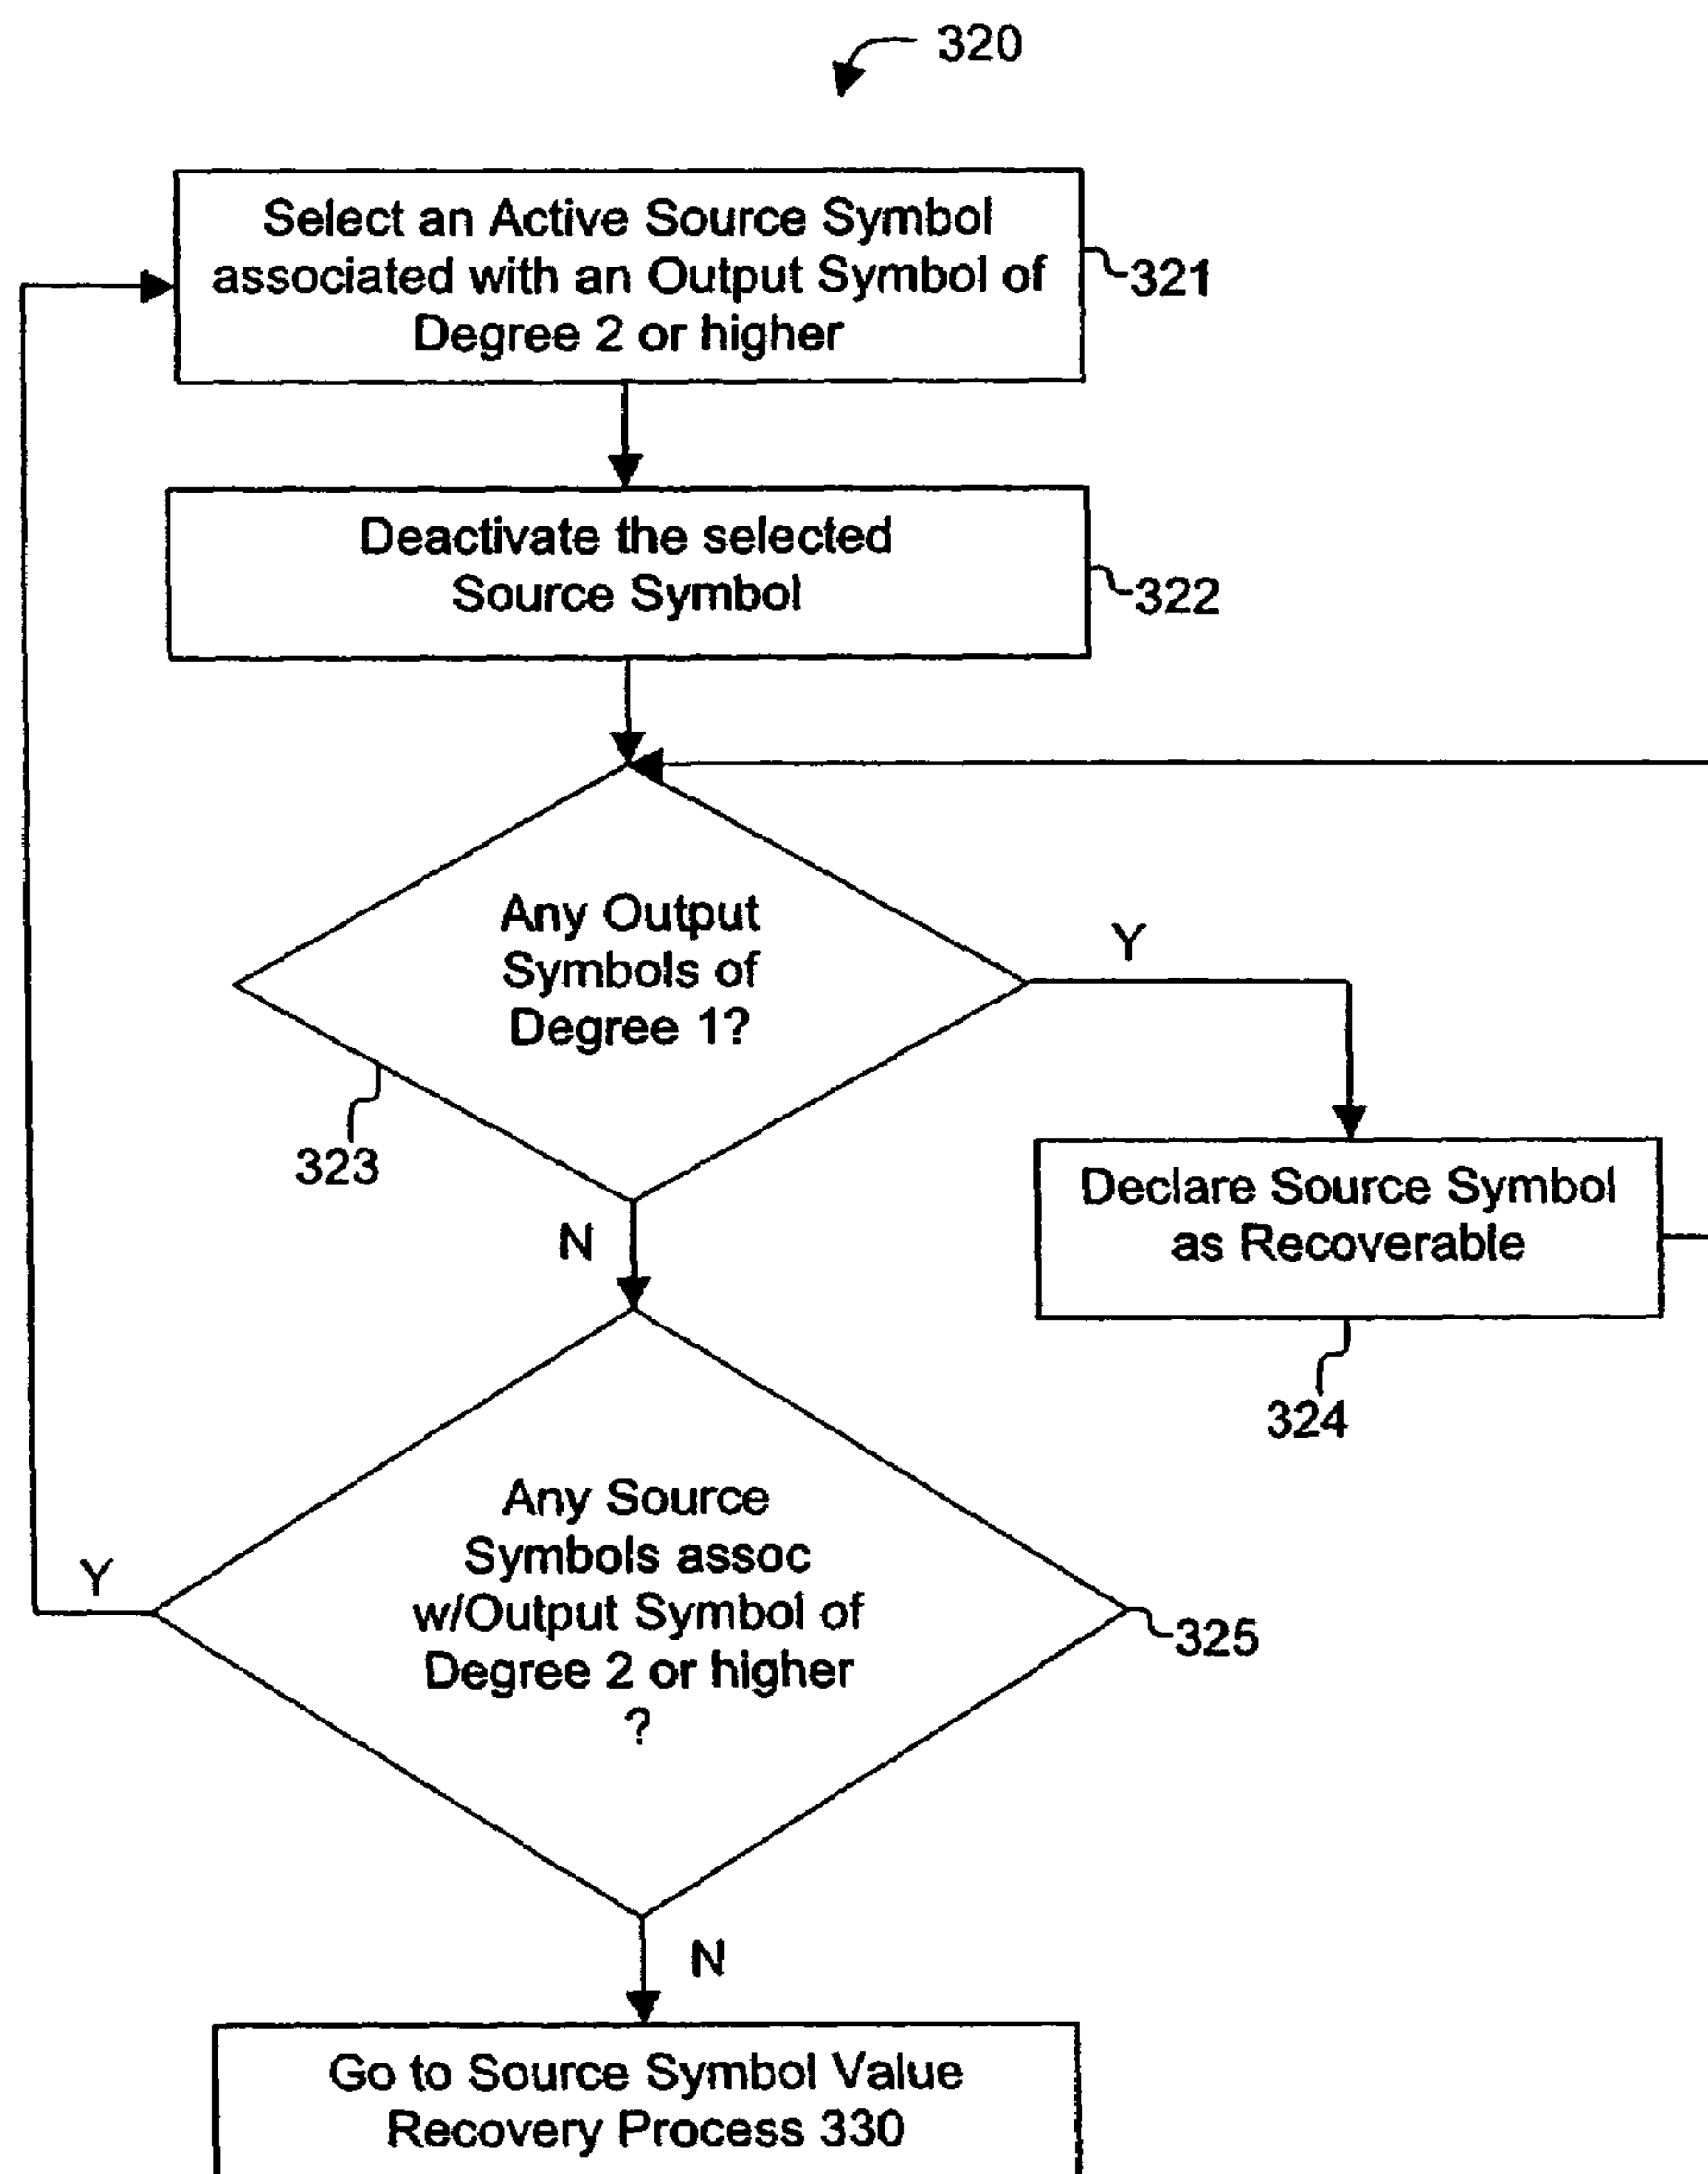 320
Select an Active Source Symbol
associated with an Output Symbol of
Degree 2 or higher
321
Deactivate the selected
Source Symbol
322
Any Output
Symbols of
Degree 1?
Y
323
N
Declare Source Symbol
as Recoverable
324
Any Source
Symbols assoc
w/Output Symbol of
Degree 2 or higher
?
Y
325
N
Go to Source Symbol Value
Recovery Process 330